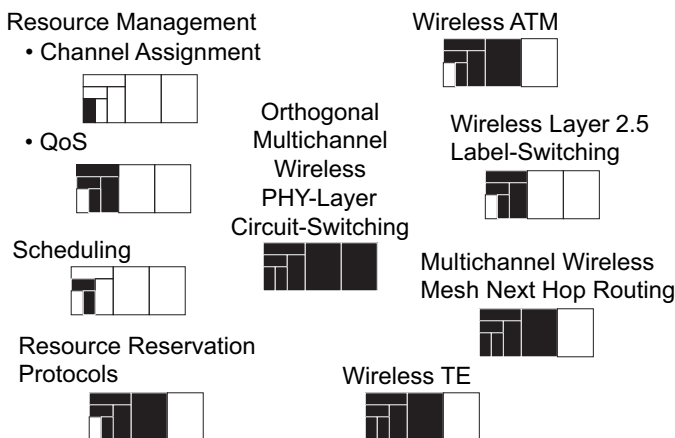 Resource Management
• Channel Assignment
• QoS
Scheduling
Resource Reservation
Protocols
Orthogonal
Multichannel
Wireless
PHY-Layer
Circuit-Switching
Wireless TE
Wireless ATM
Wireless Layer 2.5
Label-Switching
Multichannel Wireless
Mesh Next Hop Routing